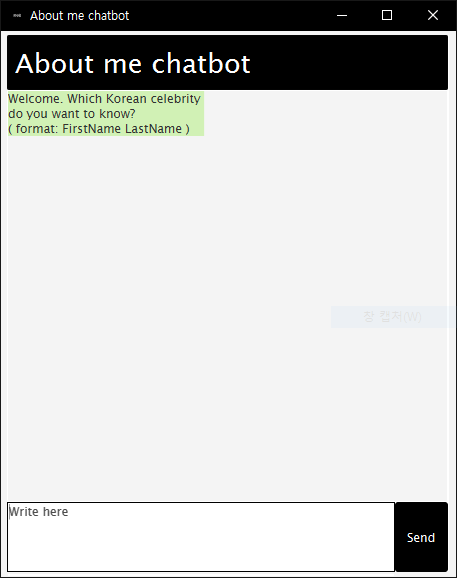 About me chatbot
About me chatbot
Welcome. Which Korean celebrity
do you want to know?
( format: FirstName LastName )
창 캡처(W)
Write here
Send